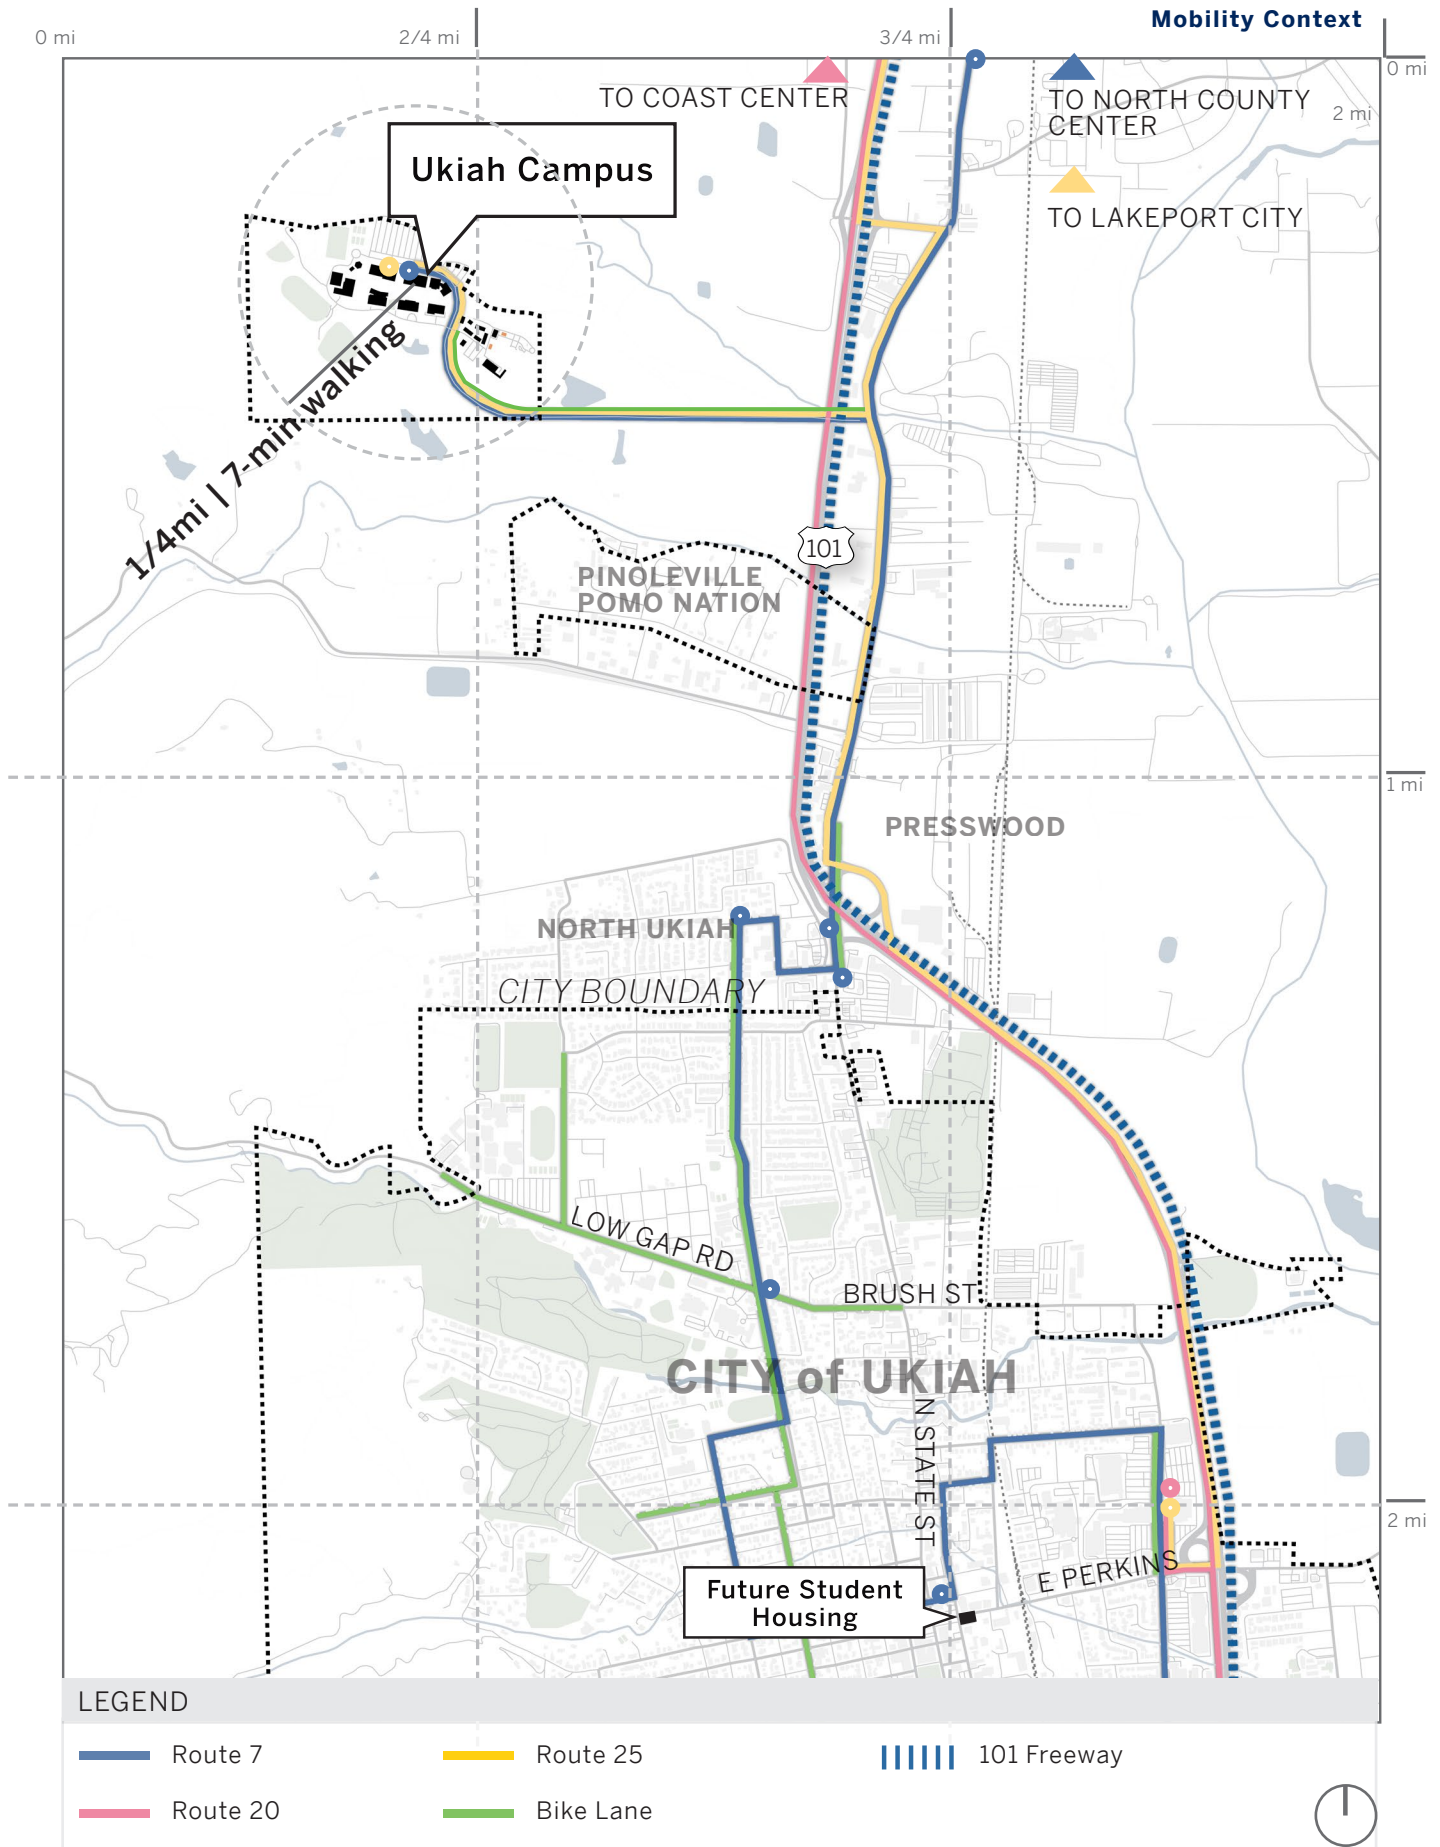 Mobility Context
0 mi
2/4 mi
3/4 mi
0 mi
TO COAST CENTER
TO NORTH COUNTY
CENTER
2 mi
Ukiah Campus
TO LAKEPORT CITY
1/4mi | 7-min walking
101
PINOLEVILLE
POMO NATION
1 mi
PRESSWOOD
NORTH UKIAH
CITY BOUNDARY
LOW GAP RD
BRUSH ST
CITY of UKIAH
N STATE ST
2 mi
E PERKINS
Future Student
Housing
LEGEND
Route 7
Route 25
101 Freeway
Route 20
Bike Lane